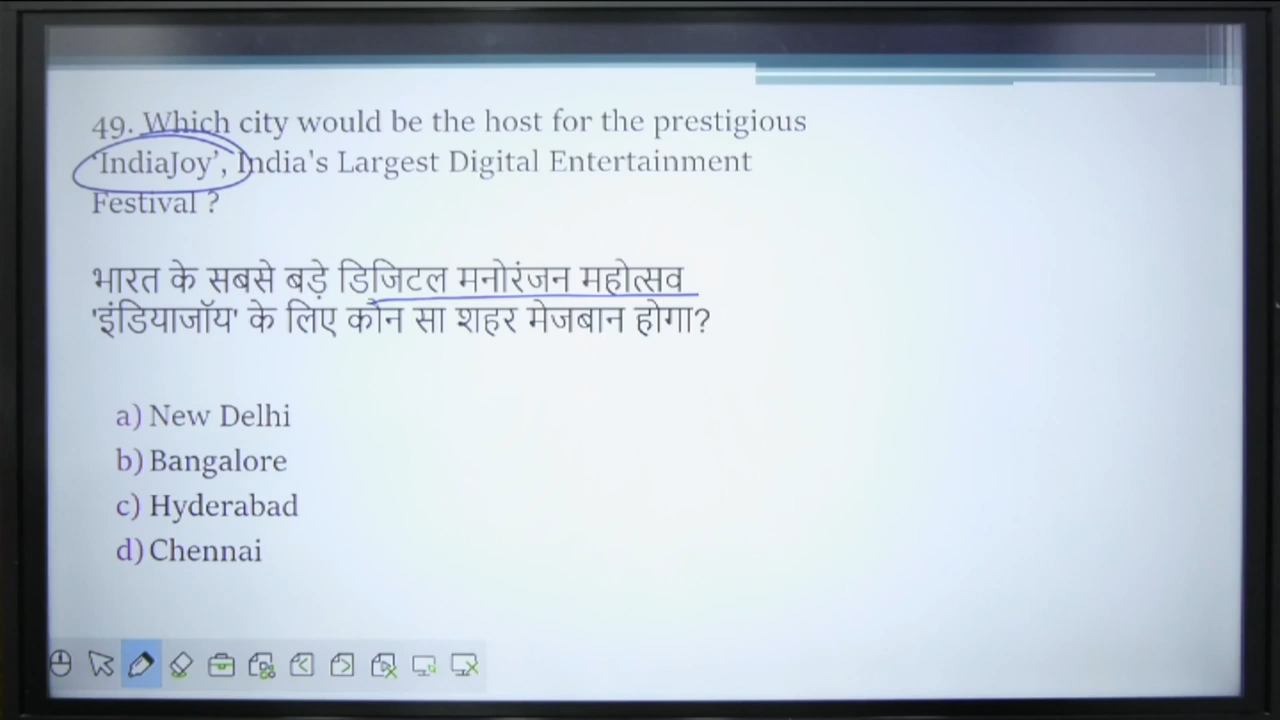 49. Which city would be the host for the prestigious
‘IndiaJoy’, India's Largest Digital Entertainment
Festival ?
भारत के सबसे बड़े डिजिटल मनोरंजन महोत्सव
'इंडियाजॉय' के लिए कौन सा शहर मेजबान होगा?
a) New Delhi
b) Bangalore
c) Hyderabad
d) Chennai